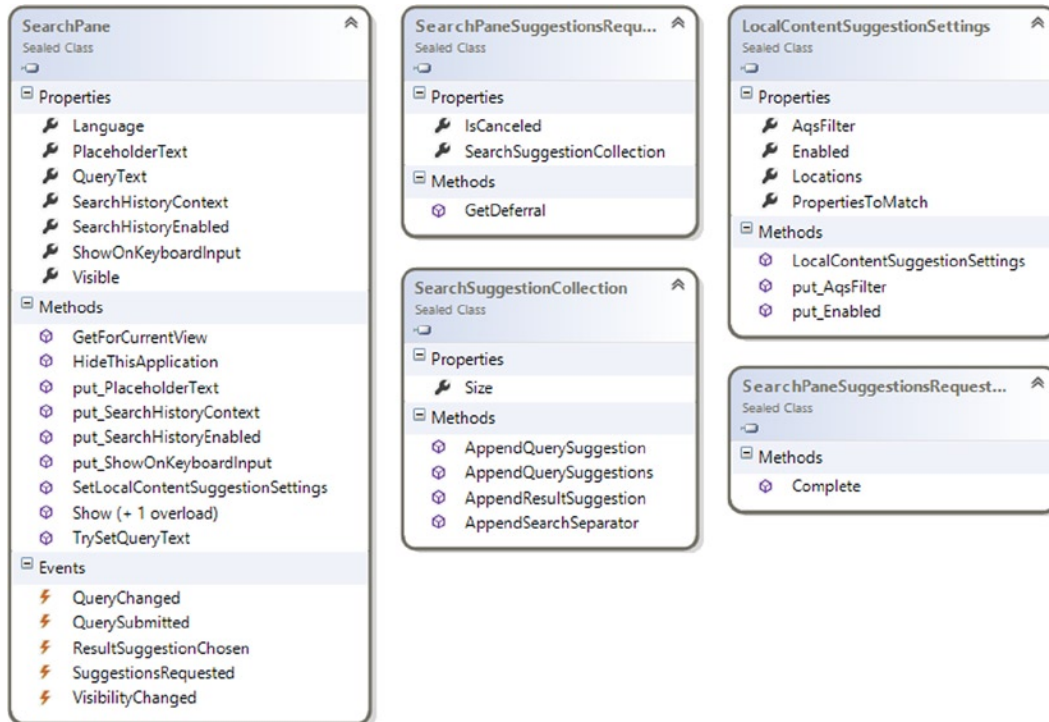 SearchPane
Sealed Class
Properties
Language
PlaceholderText
QueryText
SearchHistoryContext
SearchHistoryEnabled
ShowOnKeyboardInput
Visible
Methods
GetForCurrentView
HideThisApplication
put_PlaceholderText
put_SearchHistoryContext
put_SearchHistoryEnabled
put_ShowOnKeyboardInput
SetLocalContentSuggestionSettings
Show (+ 1 overload)
TrySetQueryText
Events
QueryChanged
QuerySubmitted
ResultSuggestionChosen
SuggestionsRequested
VisibilityChanged
SearchPaneSuggestionsRequ...
Sealed Class
Properties
IsCanceled
SearchSuggestionCollection
Methods
GetDeferral
SearchSuggestionCollection
Sealed Class
Properties
Size
Methods
AppendQuerySuggestion
AppendQuerySuggestions
AppendResultSuggestion
AppendSearchSeparator
LocalContentSuggestionSettings
Sealed Class
Properties
AqsFilter
Enabled
Locations
PropertiesToMatch
Methods
LocalContentSuggestionSettings
put_AqsFilter
put_Enabled
SearchPaneSuggestionsRequest...
Sealed Class
Methods
Complete